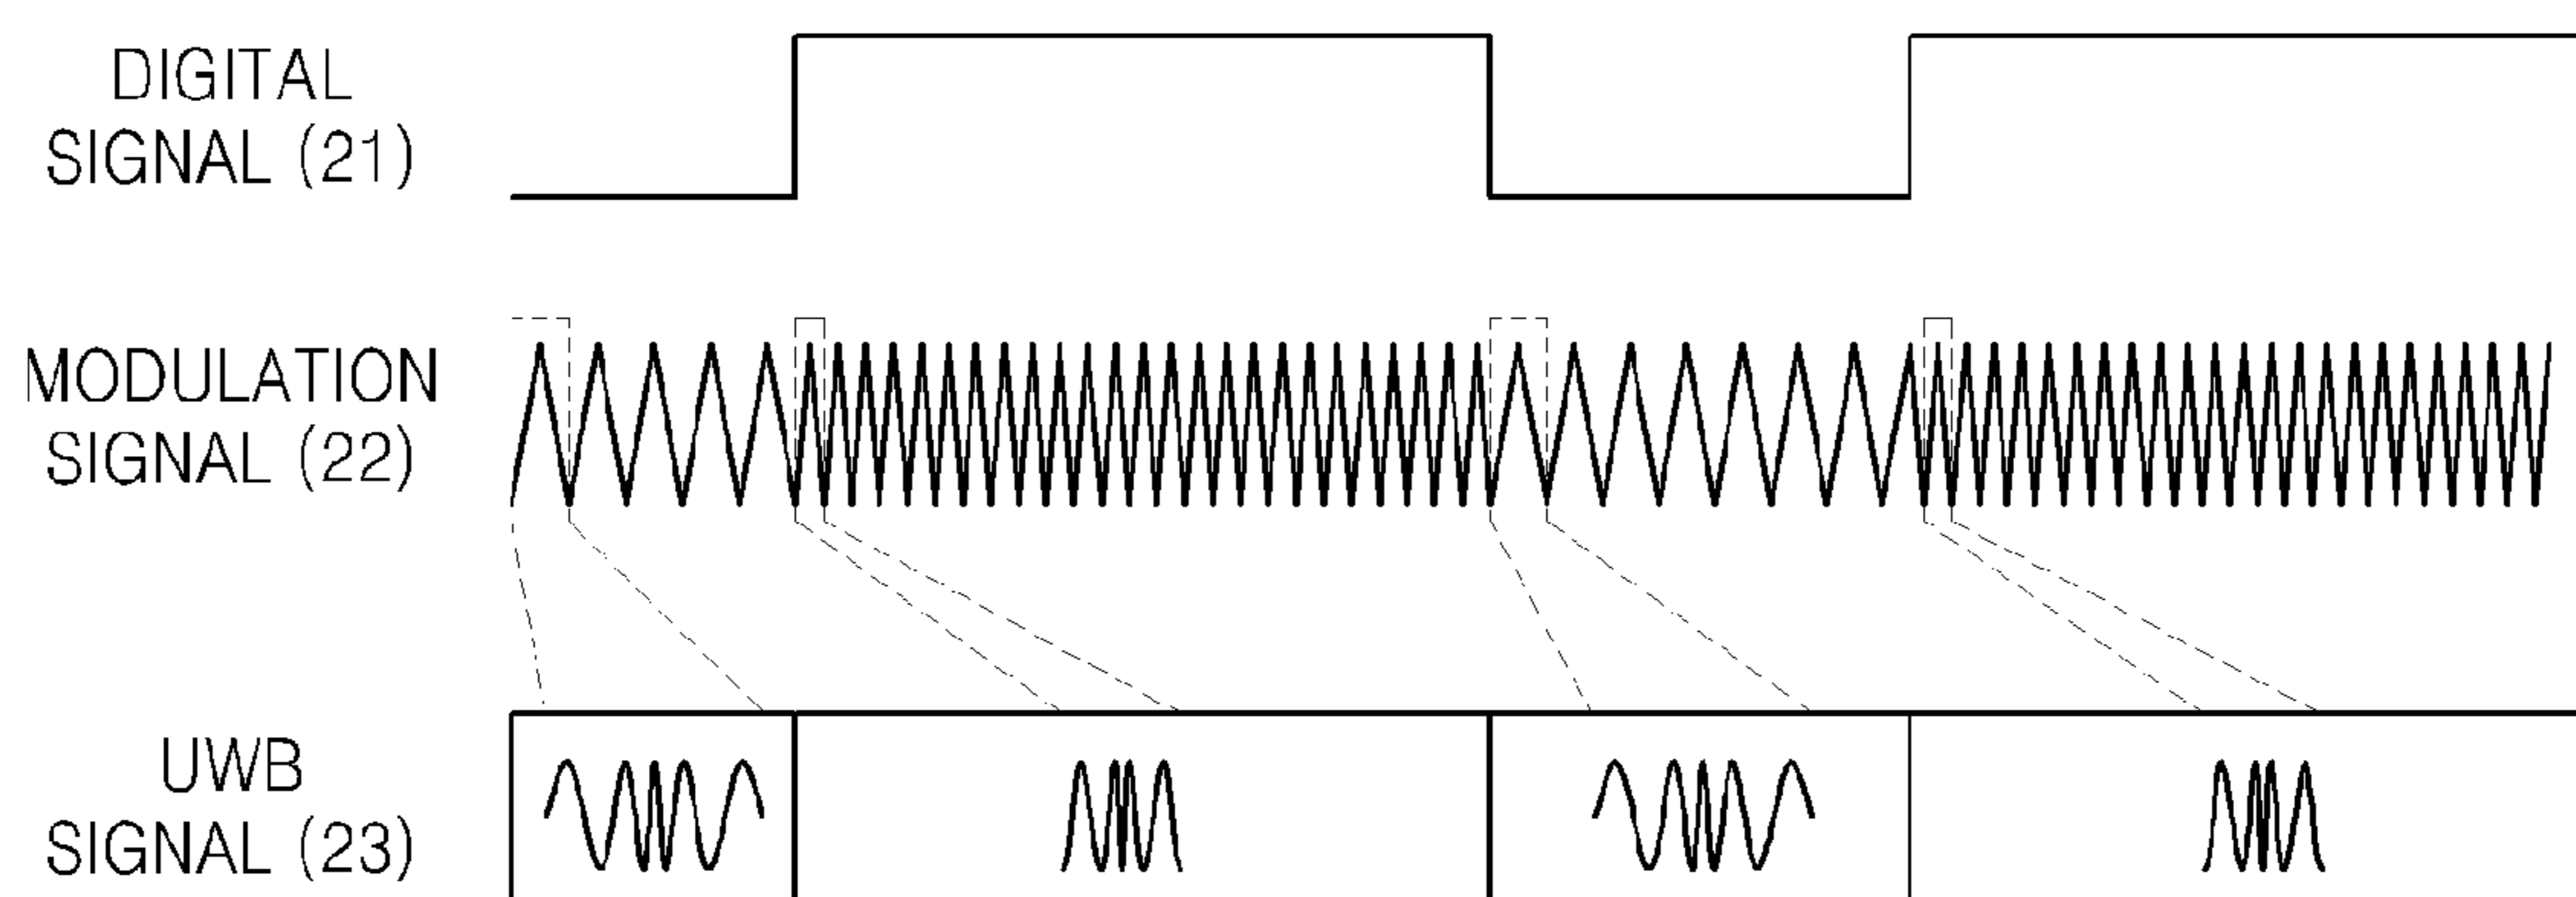 DIGITAL
SIGNAL (21)
MODULATION
SIGNAL (22)
UWB
SIGNAL (23)